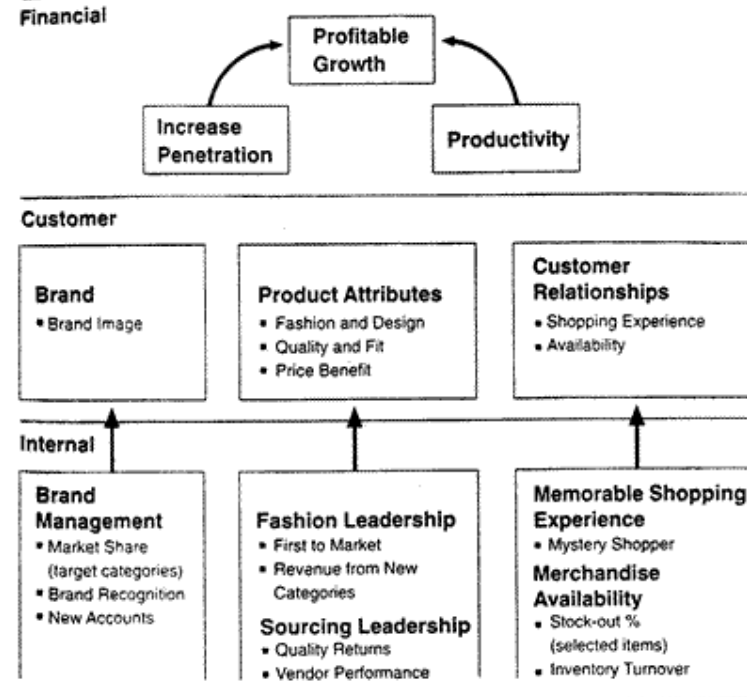 Financial
Profitable
Growth
Increase
Penetration
Productivity
Customer
Brand
▪ Brand Image
Product Attributes
▪ Fashion and Design
▪ Quality and Fit
▪ Price Benefit
Customer
Relationships
▪ Shopping Experience
▪ Availability
Internal
Brand
Management
▪ Market Share
(target categories)
▪ Brand Recognition
▪ New Accounts
Fashion Leadership
▪ First to Market
▪ Revenue from New
Categories
Sourcing Leadership
▪ Quality Returns
▪ Vendor Performance
Memorable Shopping
Experience
▪ Mystery Shopper
Merchandise
Availability
▪ Stock-out %
(selected items)
▪ Inventory Turnover